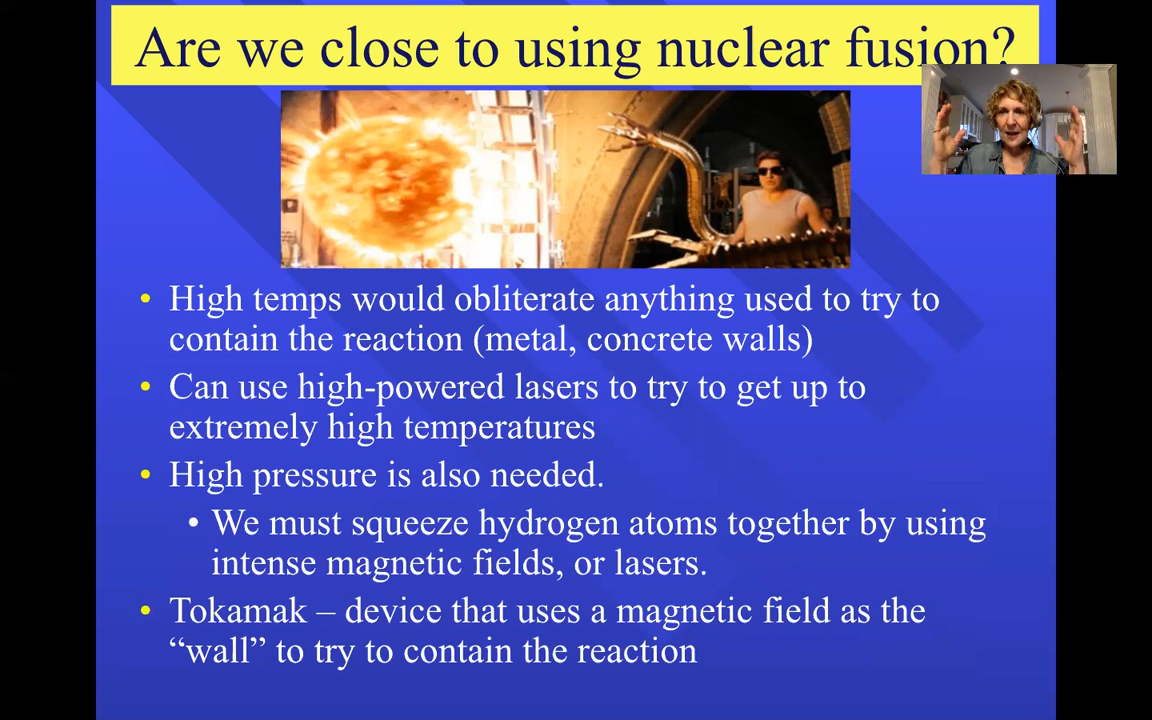 Are we close to using nuclear fusion?
• High temps would obliterate anything used to try to
contain the reaction (metal, concrete walls)
• Can use high-powered lasers to try to get up to
extremely high temperatures
• High pressure is also needed.
• We must squeeze hydrogen atoms together by using
intense magnetic fields, or lasers.
• Tokamak – device that uses a magnetic field as the
“wall” to try to contain the reaction